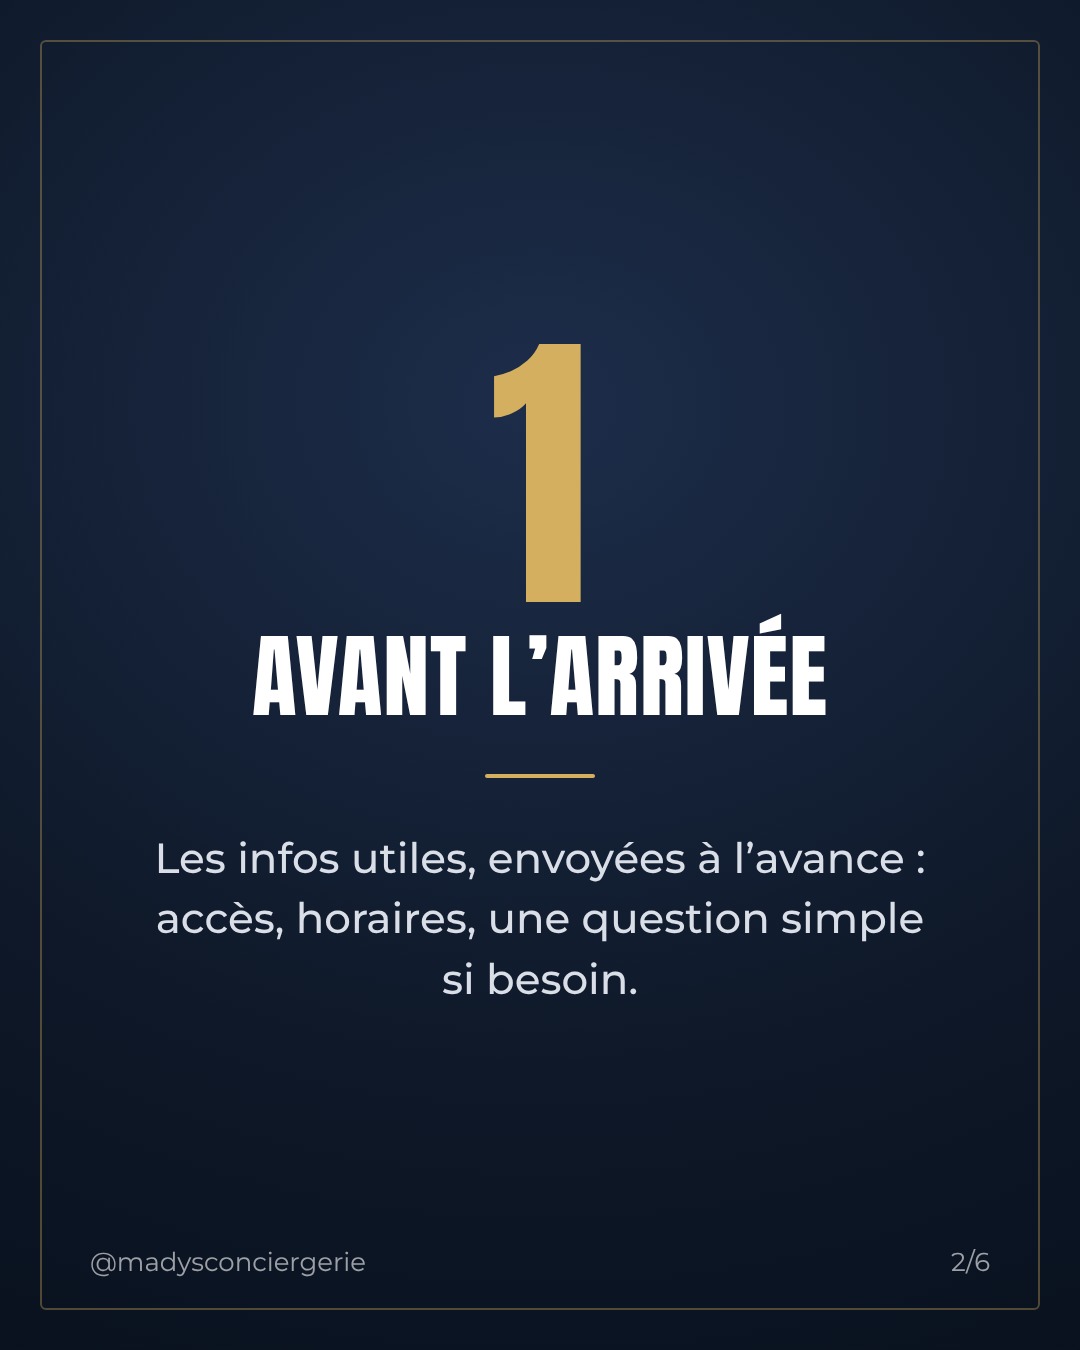 1
AVANT L’ARRIVÉE
Les infos utiles, envoyées à l’avance :
accès, horaires, une question simple
si besoin.
@madysconciergerie
2/6